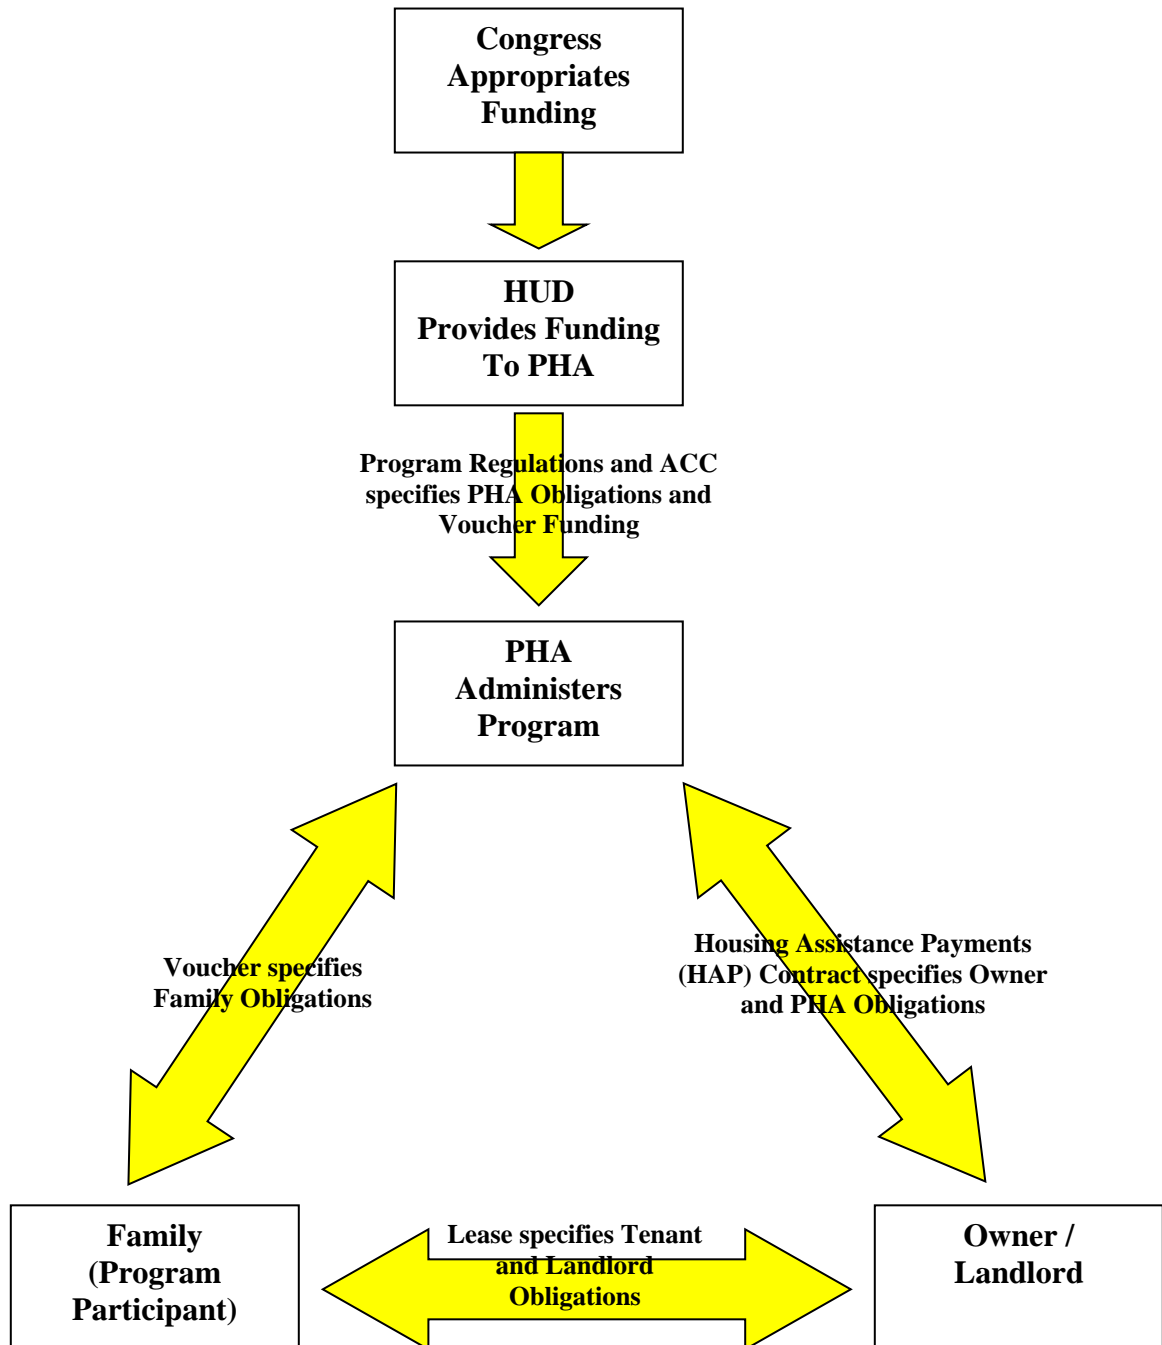 Congress
Appropriates
Funding
HUD
Provides Funding
To PHA
Program Regulations and ACC
specifies PHA Obligations and
Voucher Funding
PHA
Administers
Program
Voucher specifies
Family Obligations
Housing Assistance Payments
(HAP) Contract specifies Owner
and PHA Obligations
Family
(Program
Participant)
Lease specifies Tenant
and Landlord
Obligations
Owner /
Landlord